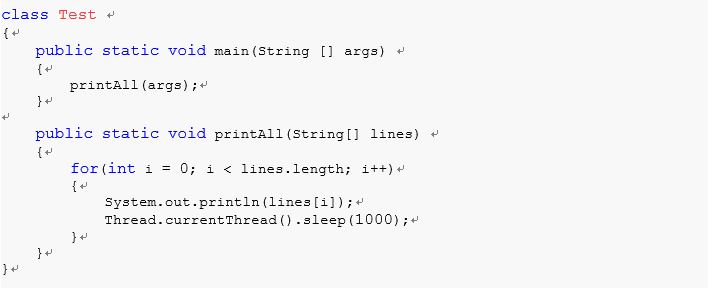 class Test
{
public static void main(String [] args)
{
printAll(args);
}
public static void printAll(String[] lines)
{
for(int i = 0; i < lines.length; i++)
{
System.out.println(lines[i]);
Thread.currentThread().sleep(1000);
}
}
}